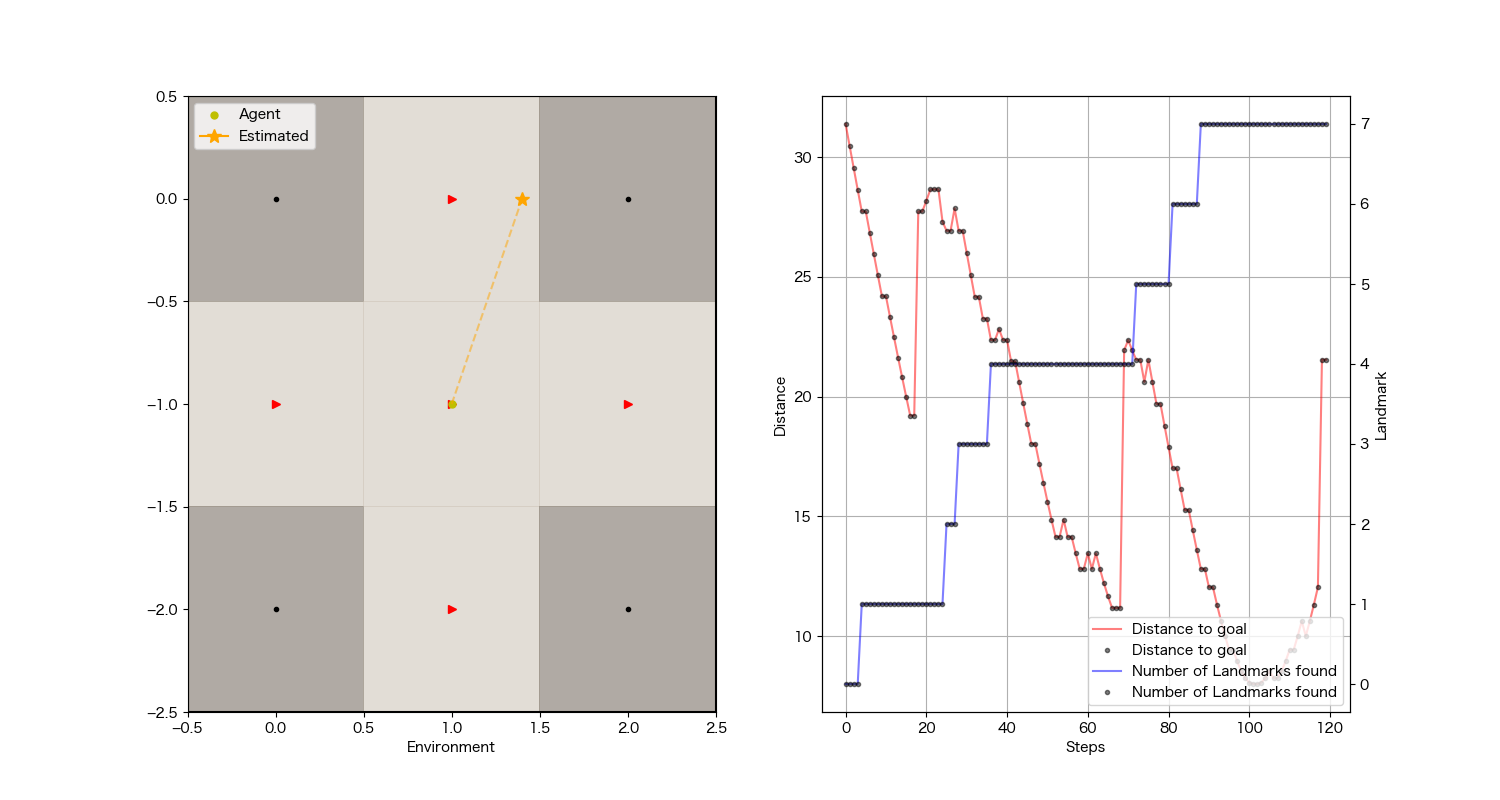 Agent
Estimated
0.5
0.0
−0.5
−1.0
−1.5
−2.0
−2.5
−0.5 0.0 0.5 1.0 1.5 2.0 2.5
Environment
30
25
20
15
10
Distance
7
6
5
4
3
2
1
0
Landmark
Distance to goal
Distance to goal
Number of Landmarks found
Number of Landmarks found
0 20 40 60 80 100 120
Steps